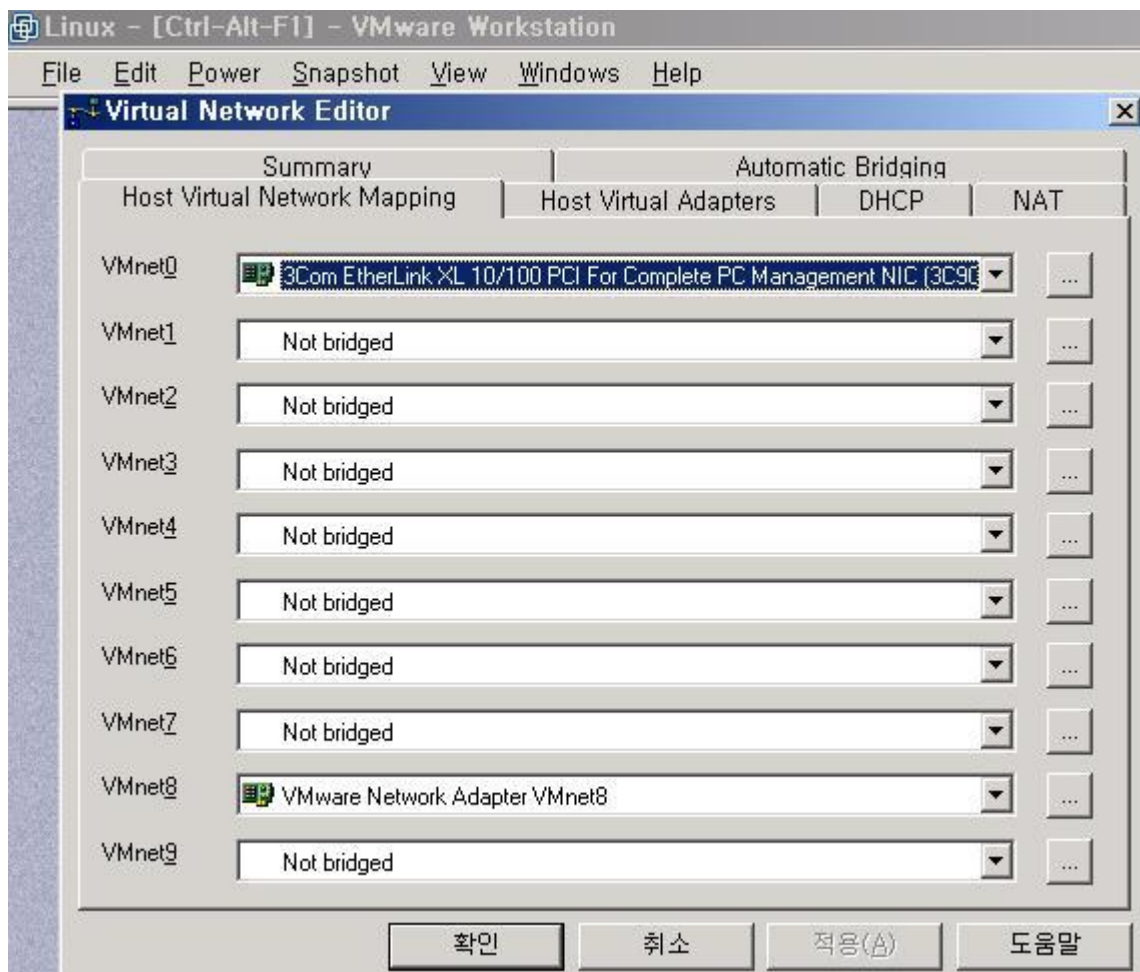 Linux - [Ctrl-Alt-F1] - VMware Workstation
File Edit Power Snapshot View Windows Help
Virtual Network Editor
Summary Automatic Bridging
Host Virtual Network Mapping Host Virtual Adapters DHCP NAT
VMnet0 3Com EtherLink XL 10/100 PCI For Complete PC Management NIC (3C90 ...
VMnet1 Not bridged ...
VMnet2 Not bridged ...
VMnet3 Not bridged ...
VMnet4 Not bridged ...
VMnet5 Not bridged ...
VMnet6 Not bridged ...
VMnet7 Not bridged ...
VMnet8 VMware Network Adapter VMnet8 ...
VMnet9 Not bridged ...
확인 취소 적용(A) 도움말